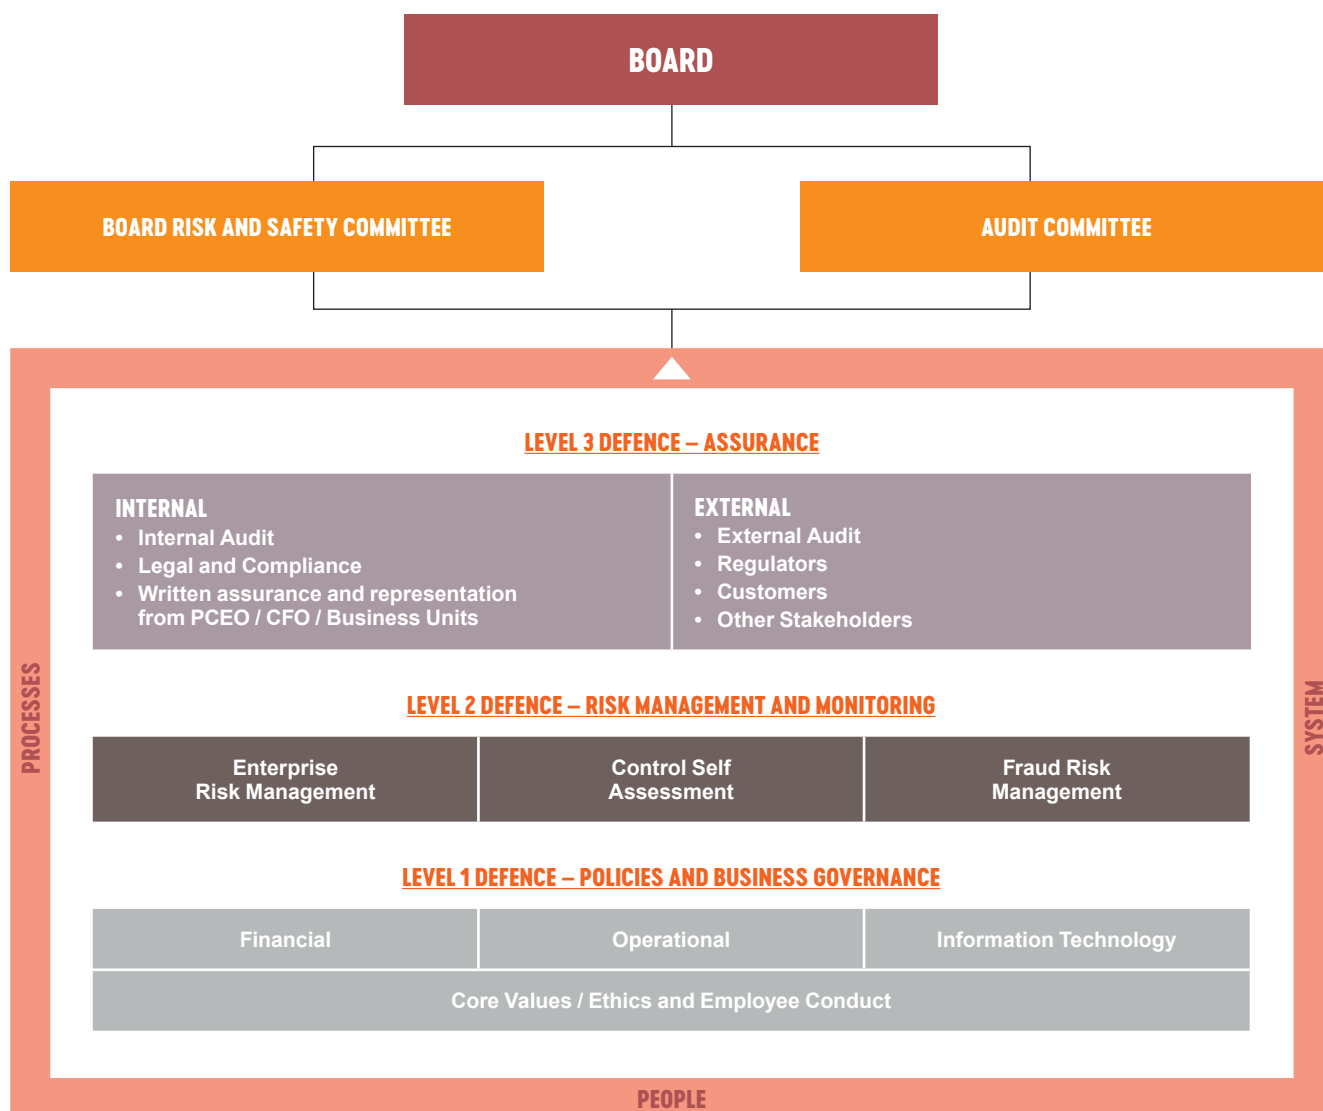 BOARD
BOARD RISK AND SAFETY COMMITTEE
AUDIT COMMITTEE
LEVEL 3 DEFENCE – ASSURANCE
INTERNAL
• Internal Audit
• Legal and Compliance
• Written assurance and representation
from PCEO / CFO / Business Units
EXTERNAL
• External Audit
• Regulators
• Customers
• Other Stakeholders
PROCESSES
SYSTEM
LEVEL 2 DEFENCE – RISK MANAGEMENT AND MONITORING
Enterprise
Risk Management
Control Self
Assessment
Fraud Risk
Management
LEVEL 1 DEFENCE – POLICIES AND BUSINESS GOVERNANCE
Financial
Operational
Information Technology
Core Values / Ethics and Employee Conduct
PEOPLE